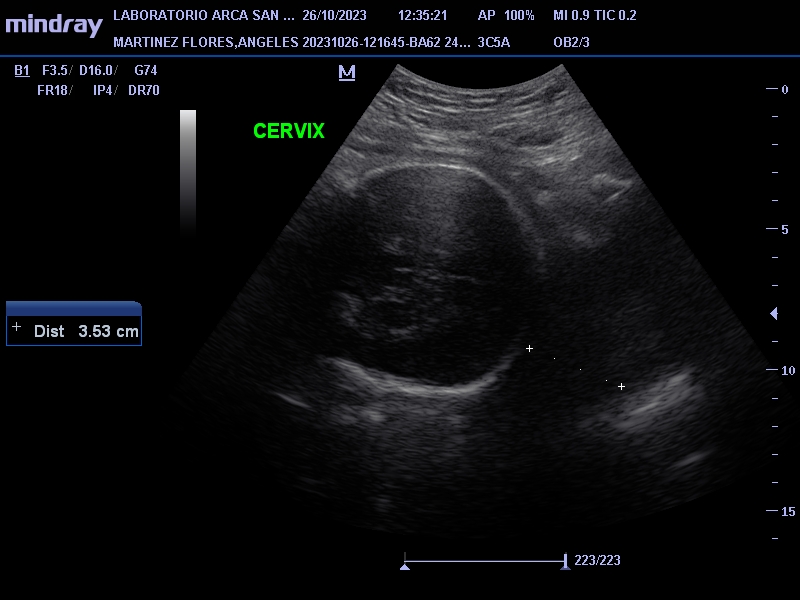 mindray
LABORATORIO ARCA SAN ... 26/10/2023 12:35:21 AP 100% MI 0.9 TIC 0.2
MARTINEZ FLORES,ANGELES 20231026-121645-BA62 24... 3C5A OB2/3
B1 F3.5/ D16.0/ G74
FR18/ IP4/ DR70
M
CERVIX
0
5
+ Dist 3.53 cm
10
15
223/223